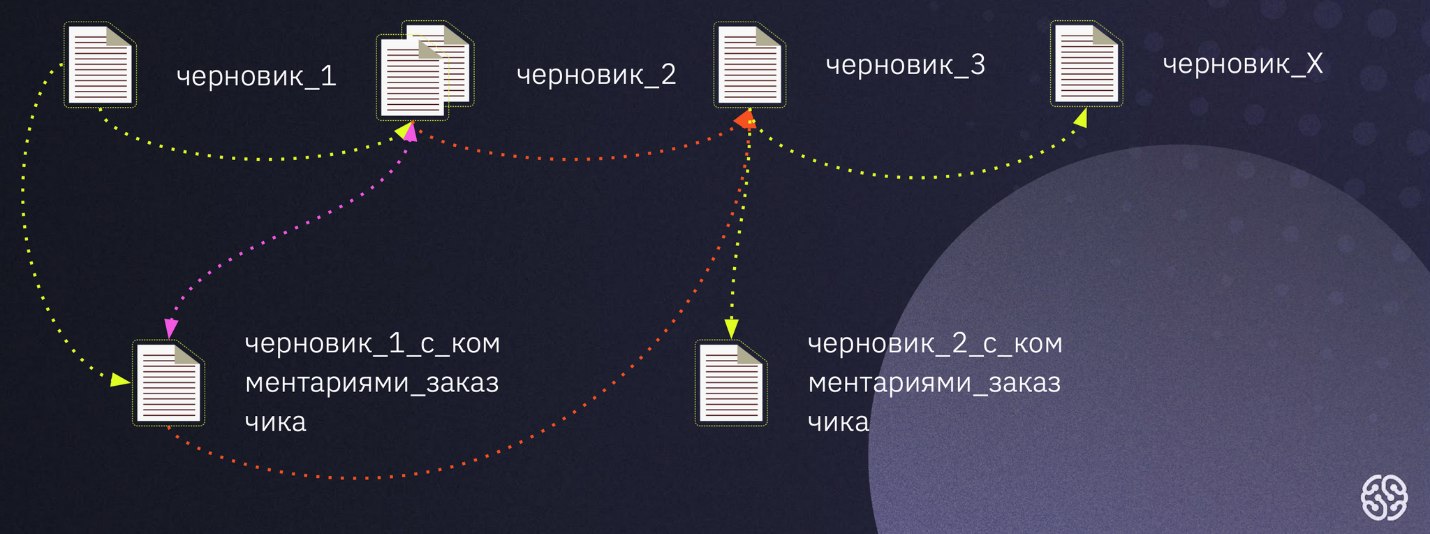 черновик_1
черновик_2
черновик_3
черновик_X
черновик_1_с_ком
ментариями_заказ
чика
черновик_2_с_ком
ментариями_заказ
чика